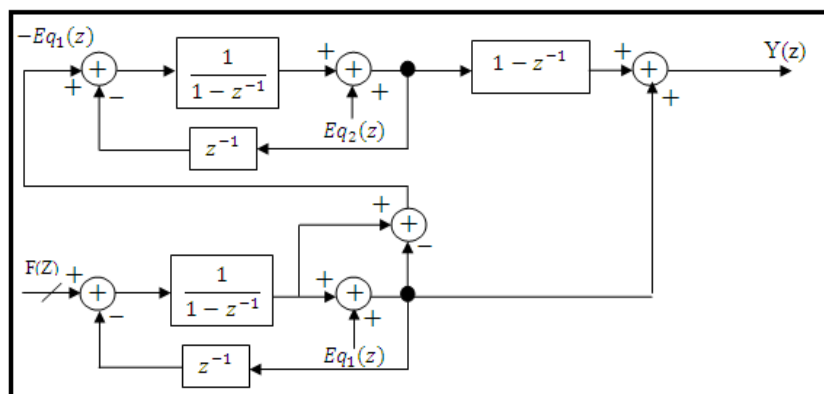 −Eq₁(z)
+
+
−
1
1 − z⁻¹
+
+
+
1 − z⁻¹
+
+
+
Y(z)
Eq₂(z)
z⁻¹
+
+
−
F(Z)
+
+
−
1
1 − z⁻¹
+
+
+
Eq₁(z)
z⁻¹